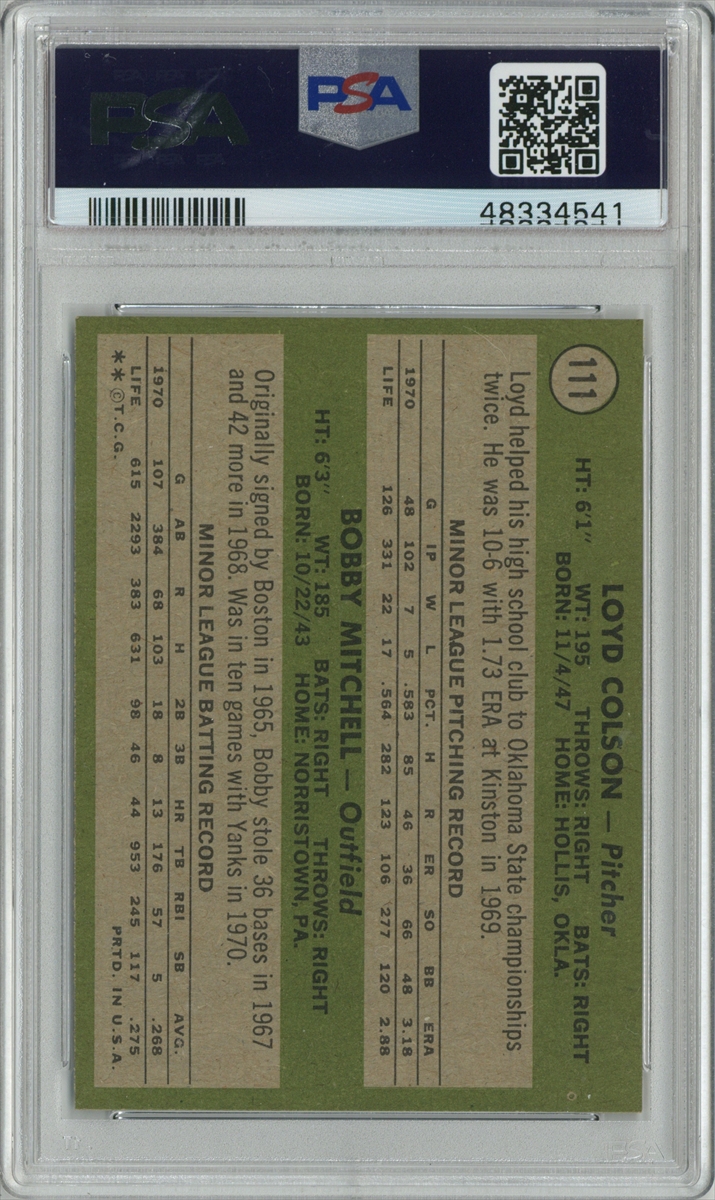 PSA
PSA
48334541
111
LOYD COLSON — Pitcher
HT: 6'1" WT: 195 THROWS: RIGHT BATS: RIGHT
BORN: 11/4/47 HOME: HOLLIS, OKLA.
Loyd helped his high school club to Oklahoma State championships
twice. He was 10-6 with 1.73 ERA at Kinston in 1969.
MINOR LEAGUE PITCHING RECORD
G IP W L PCT. H R ER SO BB ERA
1970 48 102 7 5 .583 85 46 36 66 48 3.18
LIFE 126 331 22 17 .564 282 123 106 277 120 2.88
BOBBY MITCHELL — Outfield
HT: 6'3" WT: 185 BATS: RIGHT THROWS: RIGHT
BORN: 10/22/43 HOME: NORRISTOWN, PA.
Originally signed by Boston in 1965, Bobby stole 36 bases in 1967
and 42 more in 1968. Was in ten games with Yanks in 1970.
MINOR LEAGUE BATTING RECORD
G AB R H 2B 3B HR TB RBI SB AVG.
1970 107 384 68 103 18 8 13 176 57 5 .268
LIFE 615 2293 383 631 98 46 44 953 245 117 .275
**©T.C.G. PRTD. IN U.S.A.
PSA